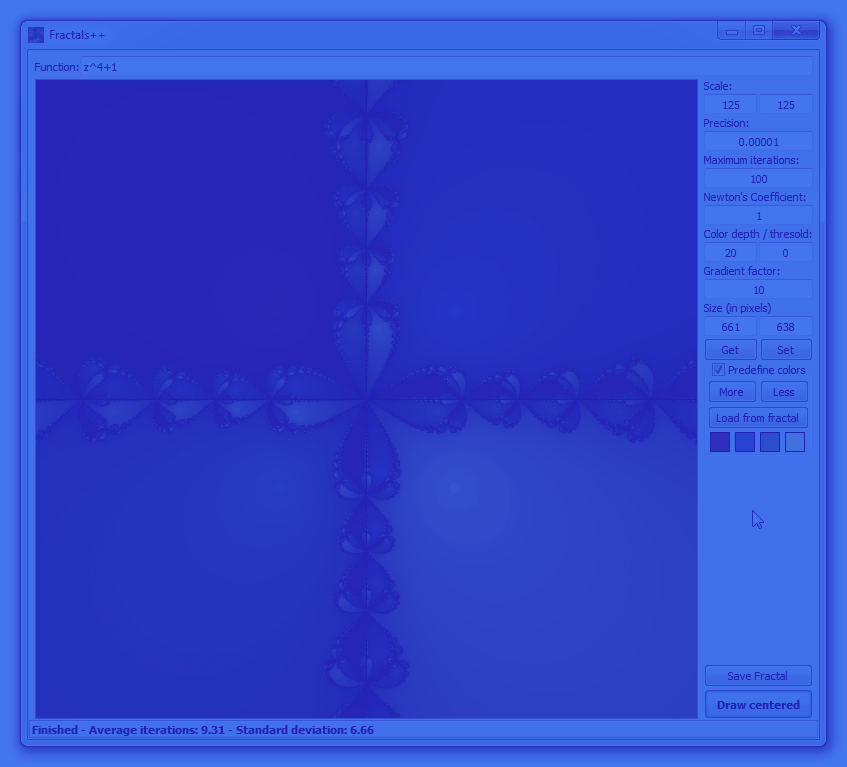 Fractals++
Function: z^4+1
Scale:
125 125
Precision:
0.00001
Maximum iterations:
100
Newton's Coefficient:
1
Color depth / thresold:
20 0
Gradient factor:
10
Size (in pixels)
661 638
Get Set
Predefine colors
More Less
Load from fractal
Save Fractal
Draw centered
Finished - Average iterations: 9.31 - Standard deviation: 6.66